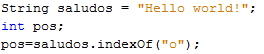 String saludos = "Hello world!";
int pos;
pos=saludos.indexOf("o");